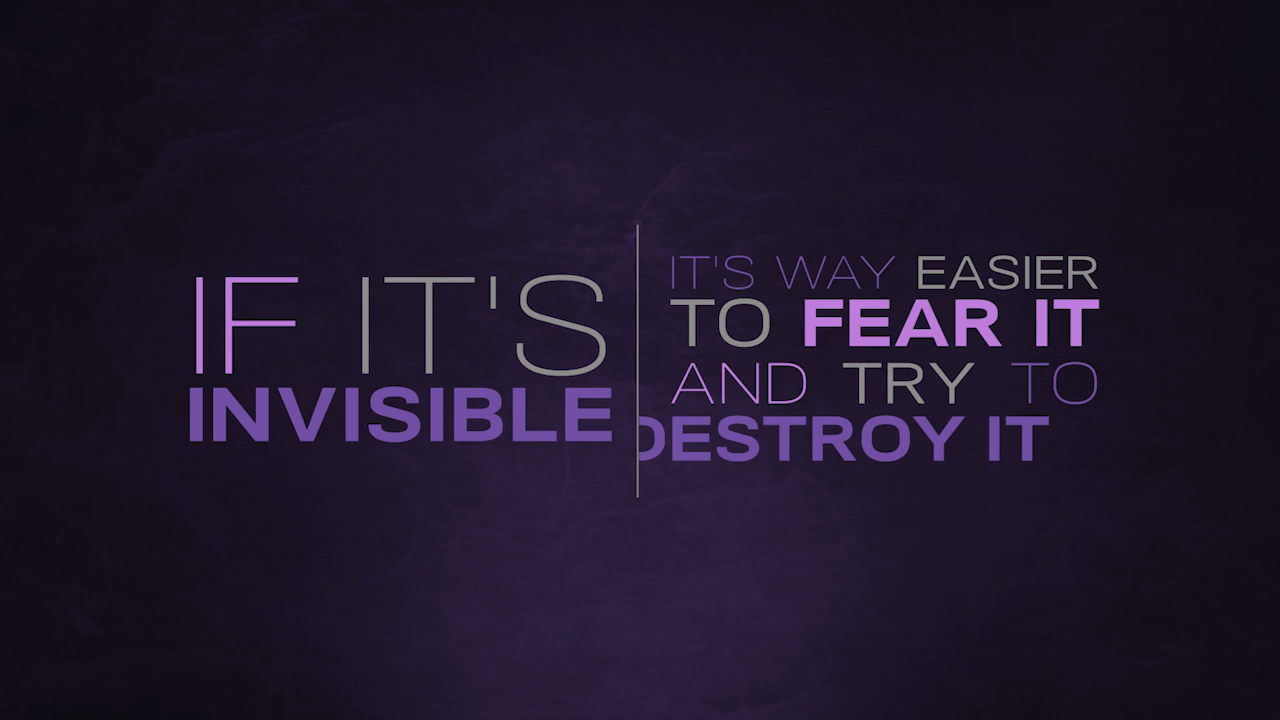 IF IT'S
INVISIBLE
IT'S WAY EASIER
TO FEAR IT
AND TRY TO
DESTROY IT